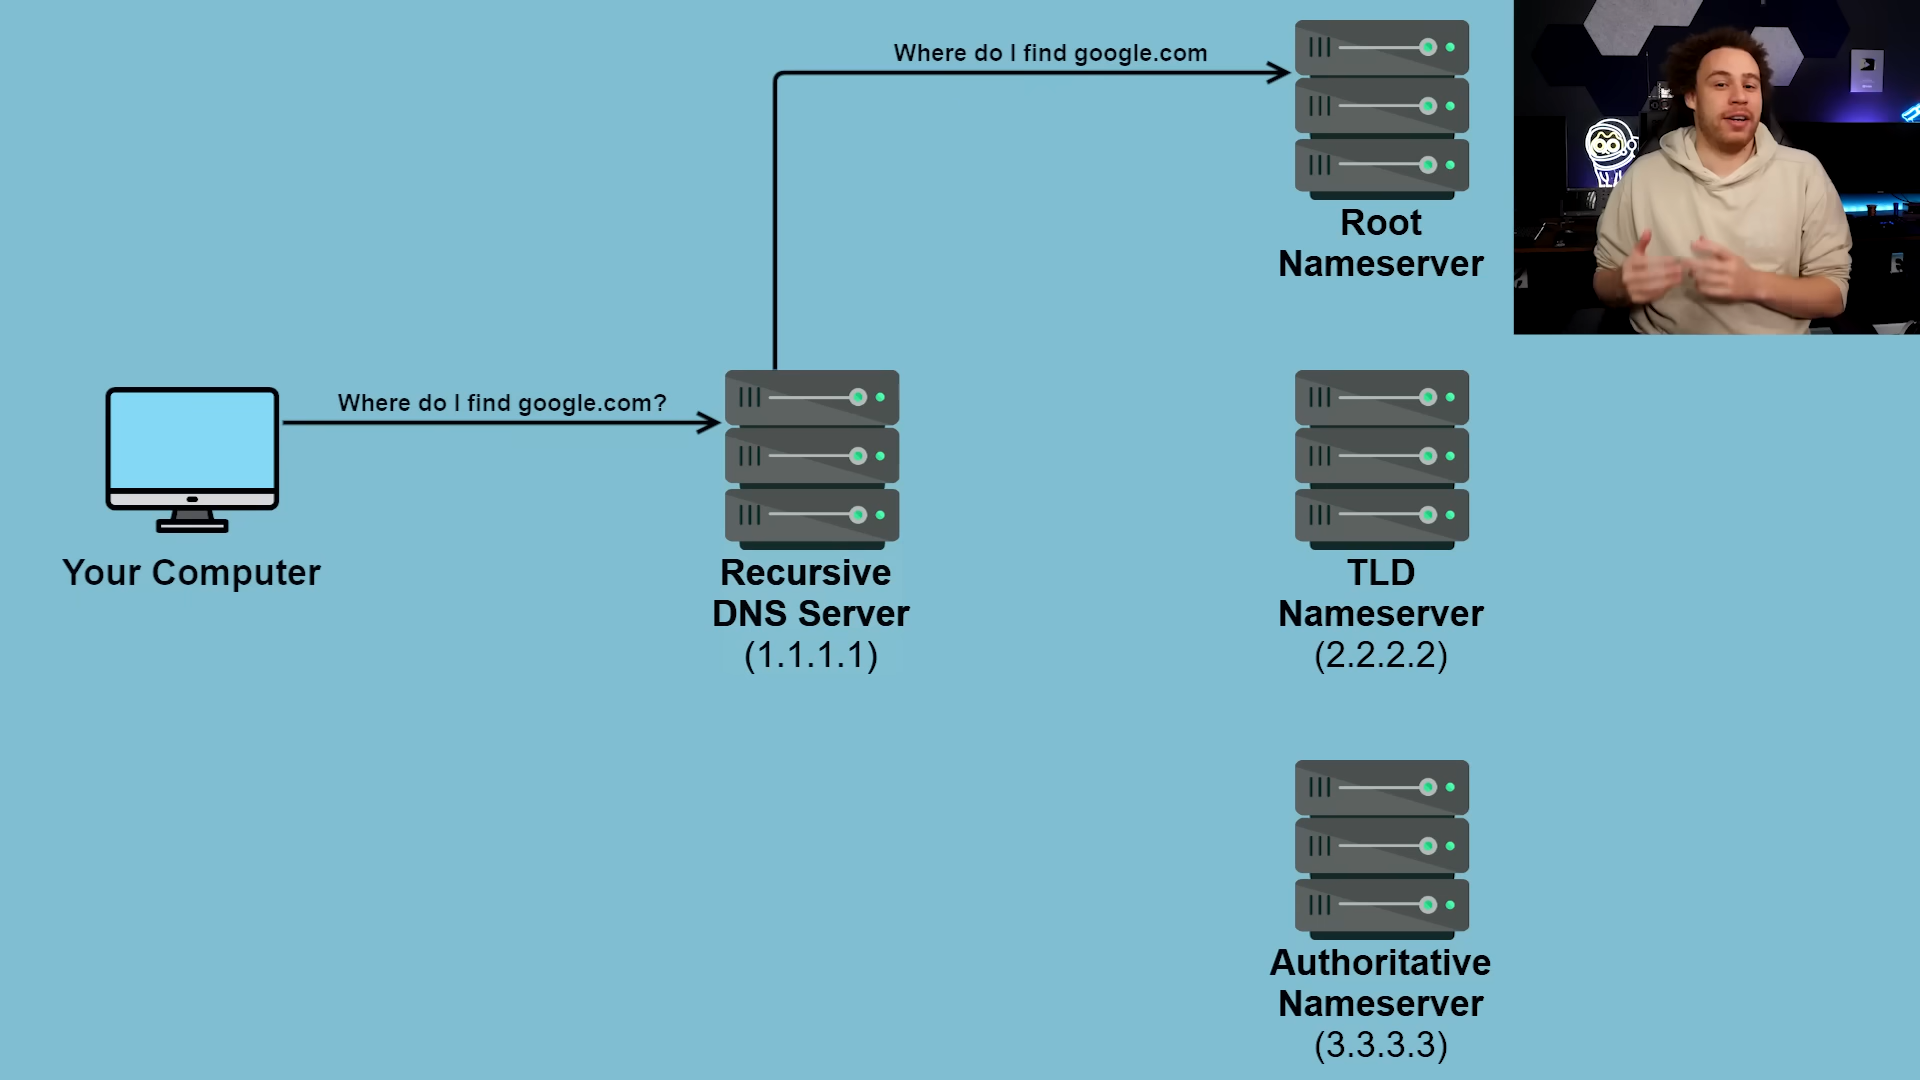 Where do I find google.com
Root
Nameserver
Where do I find google.com?
Your Computer
Recursive
DNS Server
(1.1.1.1)
TLD
Nameserver
(2.2.2.2)
Authoritative
Nameserver
(3.3.3.3)